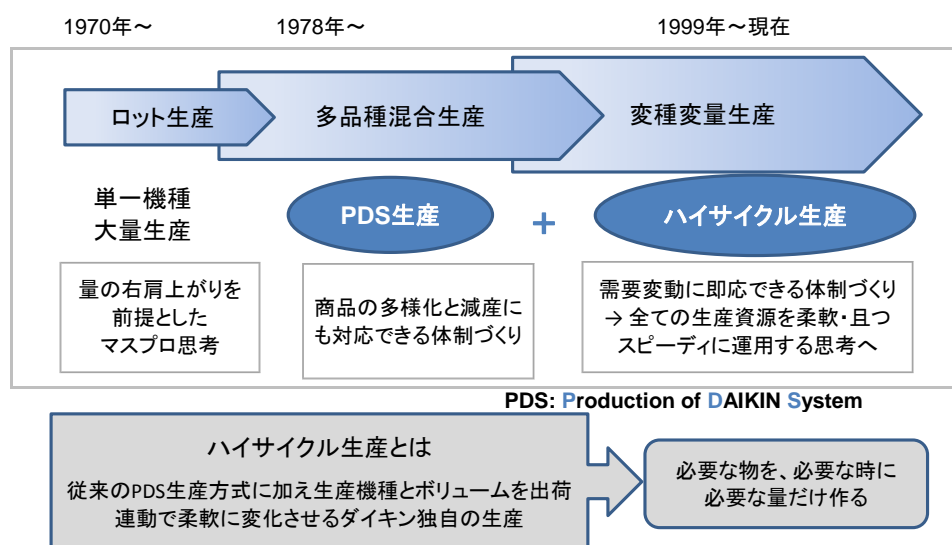 1970年～
1978年～
1999年～現在
ロット生産
多品種混合生産
変種変量生産
単一機種
大量生産
PDS生産
+
ハイサイクル生産
量の右肩上がりを
前提とした
マスプロ思考
商品の多様化と減産に
も対応できる体制づくり
需要変動に即応できる体制づくり
→ 全ての生産資源を柔軟・且つ
スピーディに運用する思考へ
PDS: Production of DAIKIN System
ハイサイクル生産とは
従来のPDS生産方式に加え生産機種とボリュームを出荷
連動で柔軟に変化させるダイキン独自の生産
必要な物を、必要な時に
必要な量だけ作る